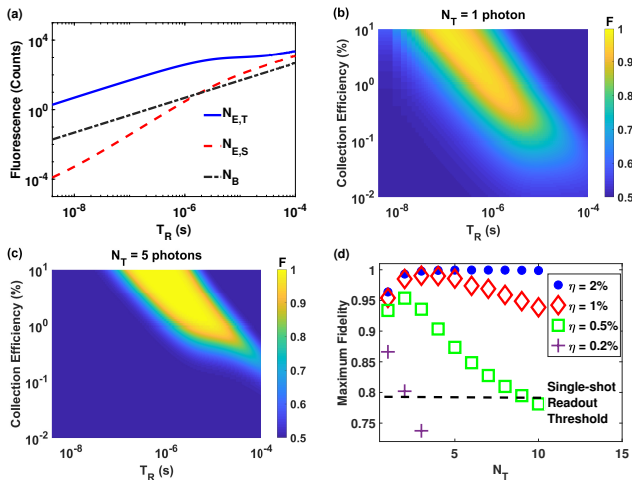 (a)
Fluorescence (Counts)
10^4
10^0
10^-4
N_E,T
N_E,S
N_B
10^-8
10^-6
10^-4
T_R (s)
(b)
N_T = 1 photon
Collection Efficiency (%)
10^1
10^0
10^-1
10^-2
10^-8
10^-6
10^-4
T_R (s)
F
1
0.9
0.8
0.7
0.6
0.5
(c)
N_T = 5 photons
Collection Efficiency (%)
10^1
10^0
10^-1
10^-2
10^-8
10^-6
10^-4
T_R (s)
F
1
0.9
0.8
0.7
0.6
0.5
(d)
Maximum Fidelity
1
0.95
0.9
0.85
0.8
0.75
η = 2%
η = 1%
η = 0.5%
η = 0.2%
Single-shot
Readout
Threshold
0
5
10
15
N_T